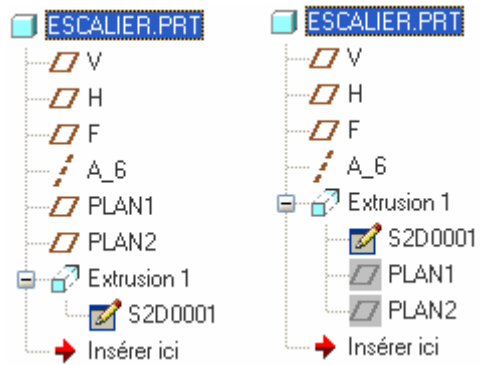 ESCALIER.PRT
V
H
F
A_6
PLAN1
PLAN2
Extrusion 1
S2D0001
Insérer ici
ESCALIER.PRT
V
H
F
A_6
Extrusion 1
S2D0001
PLAN1
PLAN2
Insérer ici